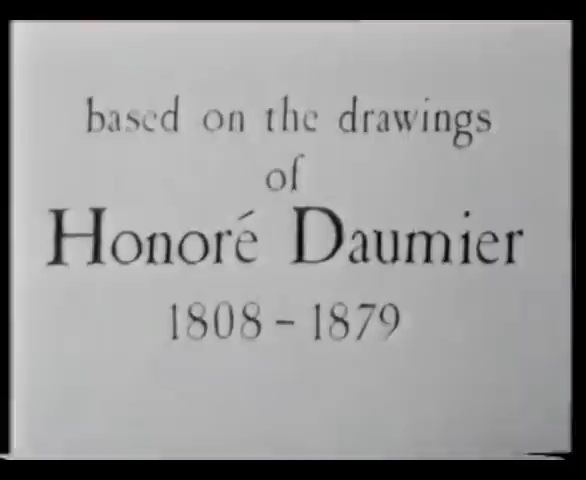 based on the drawings
of
Honoré Daumier
1808 – 1879